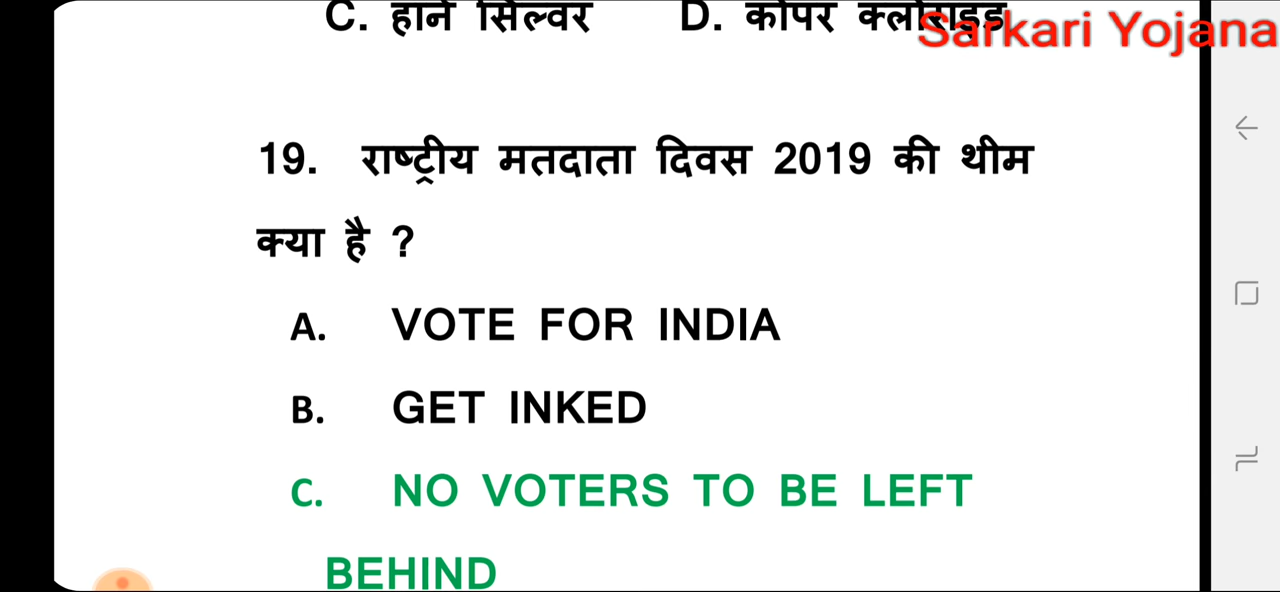 C. हॉर्न सिल्वर D. कॉपर क्लोराइड
Sarkari Yojana
19. राष्ट्रीय मतदाता दिवस 2019 की थीम
क्या है ?
A. VOTE FOR INDIA
B. GET INKED
C. NO VOTERS TO BE LEFT
BEHIND